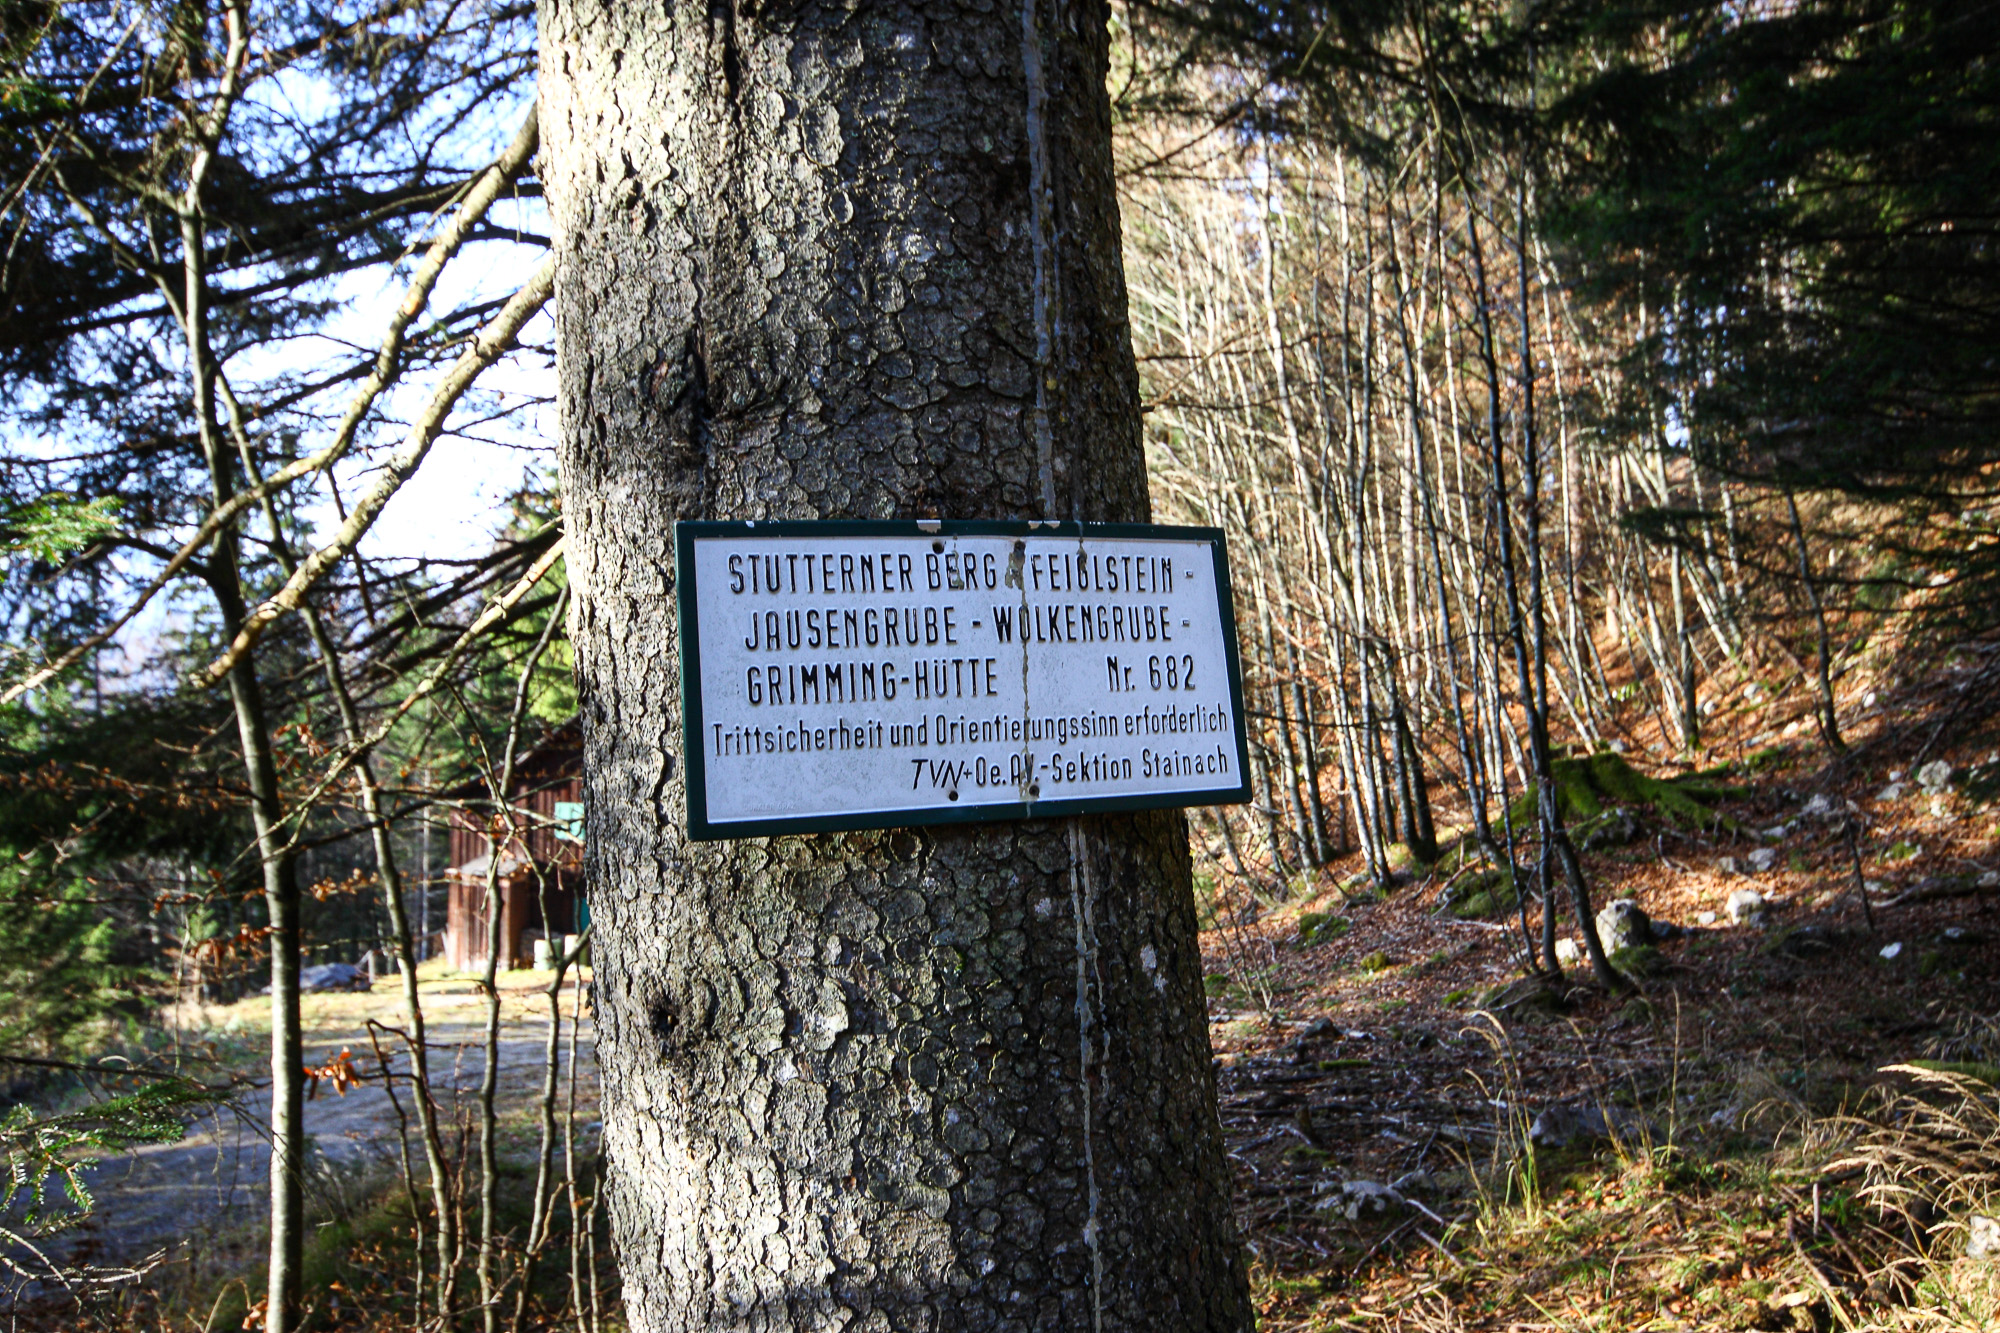 STUTTERNER BERG - FEIGLSTEIN -
JAUSENGRUBE - WOLKENGRUBE -
GRIMMING-HÜTTE Nr. 682
Trittsicherheit und Orientierungssinn erforderlich
TVN+Oe.AV.-Sektion Stainach